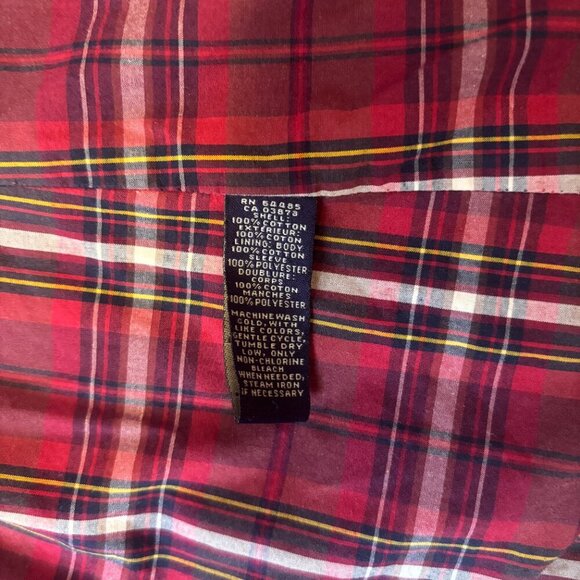 RN 54485
CA 03873
SHELL:
100% COTTON
EXTERIEUR:
100% COTON
LINING: BODY
100% COTTON
SLEEVE
100% POLYESTER
DOUBLURE:
CORPS
100% COTON
MANCHES
100% POLYESTER
MACHINE WASH
COLD, WITH
LIKE COLORS,
GENTLE CYCLE,
TUMBLE DRY
LOW, ONLY
NON-CHLORINE
BLEACH
WHEN NEEDED,
STEAM IRON
IF NECESSARY